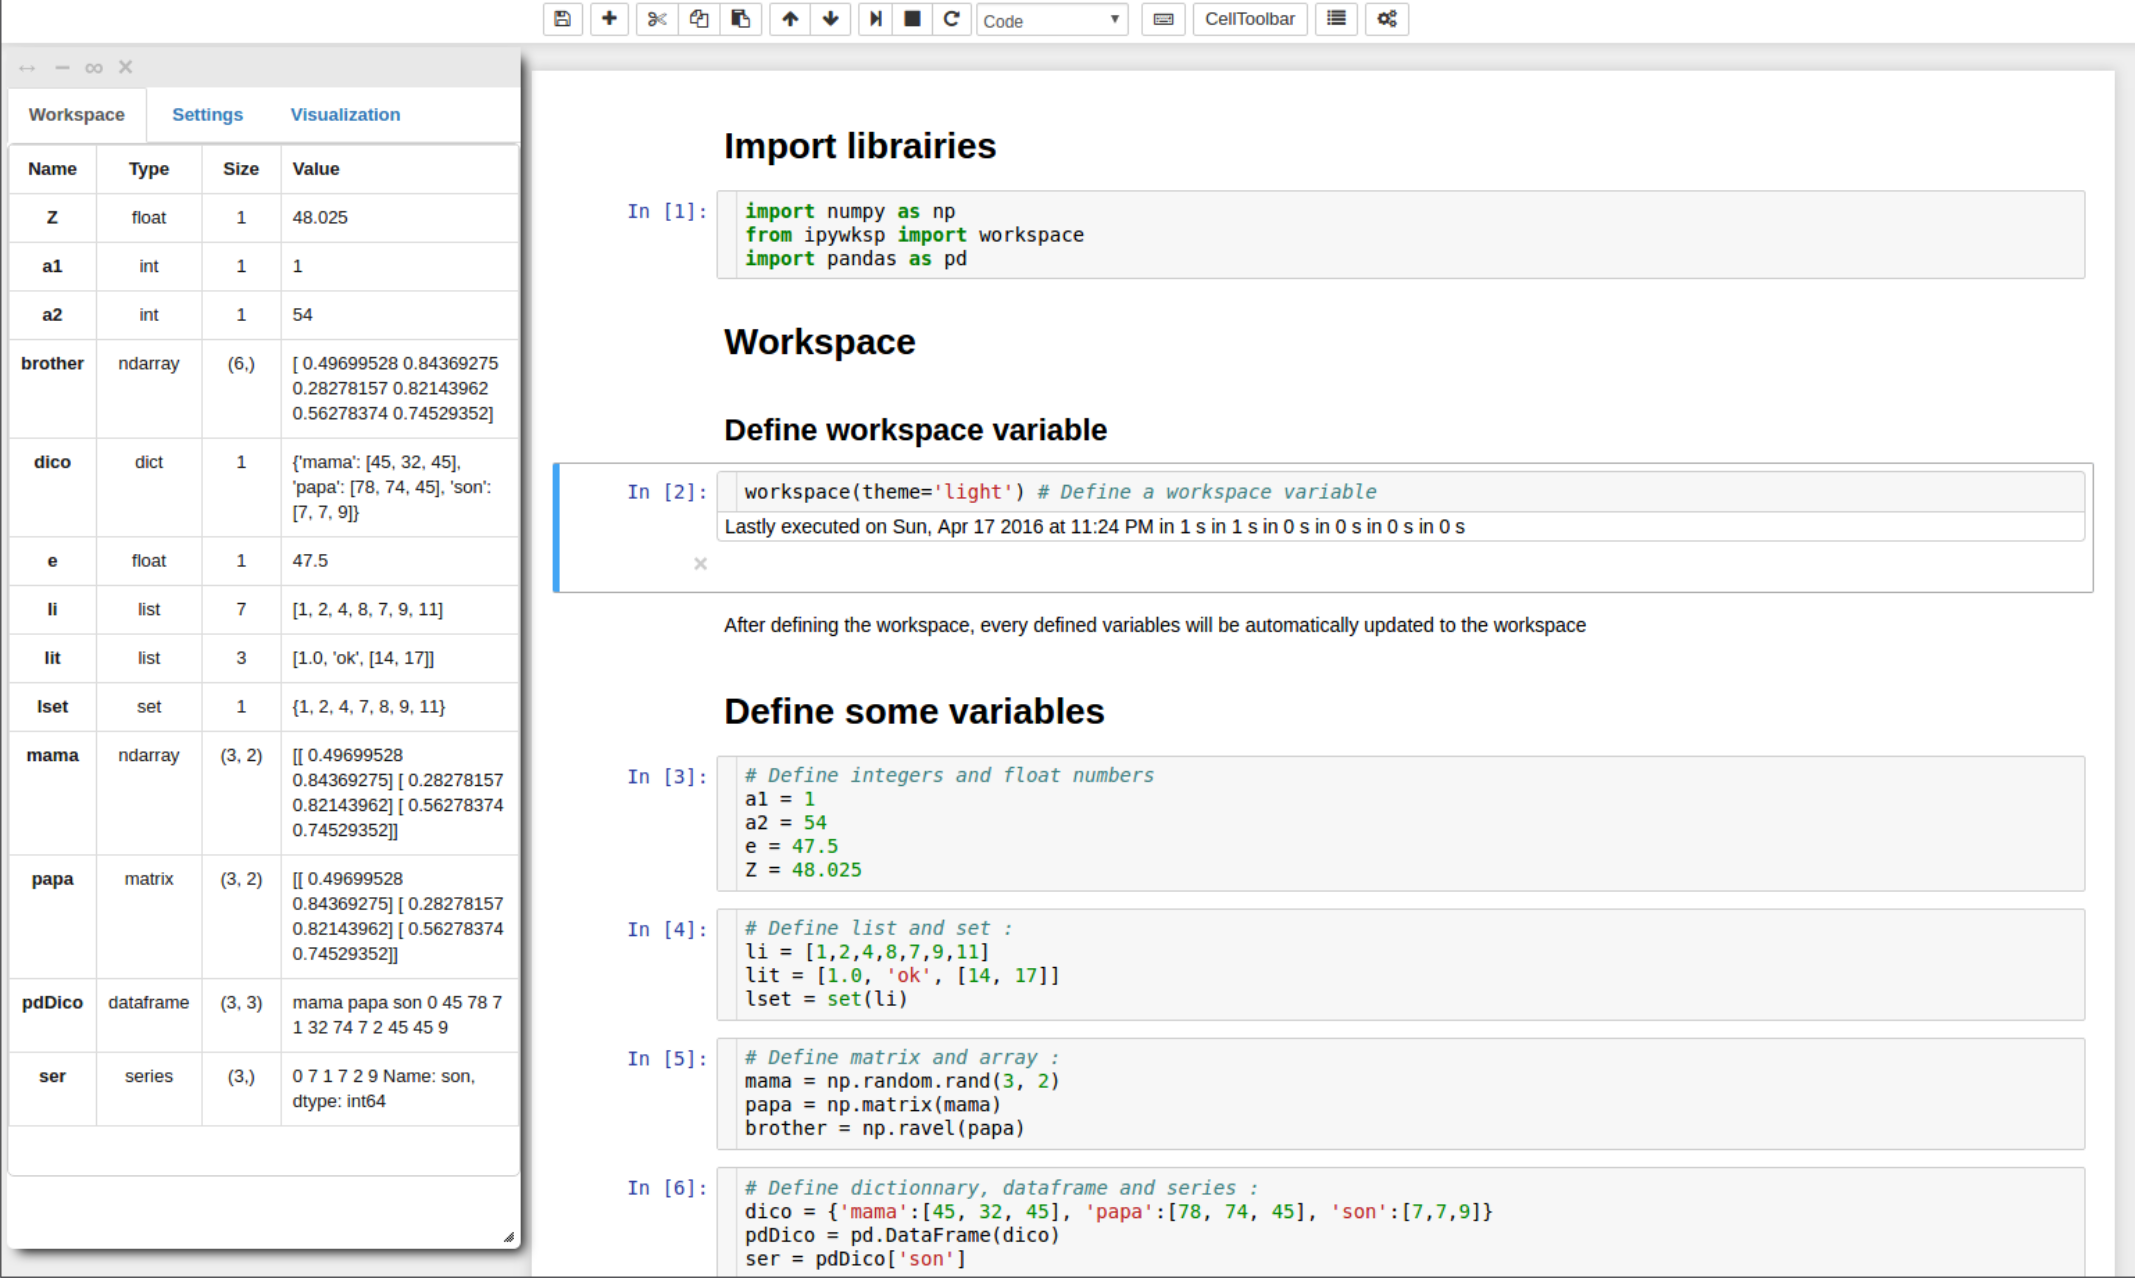 Code
CellToolbar
Workspace Settings Visualization
Name Type Size Value
Z float 1 48.025
a1 int 1 1
a2 int 1 54
brother ndarray (6,) [ 0.49699528 0.84369275
0.28278157 0.82143962
0.56278374 0.74529352]
dico dict 1 {'mama': [45, 32, 45],
'papa': [78, 74, 45], 'son':
[7, 7, 9]}
e float 1 47.5
li list 7 [1, 2, 4, 8, 7, 9, 11]
lit list 3 [1.0, 'ok', [14, 17]]
lset set 1 {1, 2, 4, 7, 8, 9, 11}
mama ndarray (3, 2) [[ 0.49699528
0.84369275] [ 0.28278157
0.82143962] [ 0.56278374
0.74529352]]
papa matrix (3, 2) [[ 0.49699528
0.84369275] [ 0.28278157
0.82143962] [ 0.56278374
0.74529352]]
pdDico dataframe (3, 3) mama papa son 0 45 78 7
1 32 74 7 2 45 45 9
ser series (3,) 0 7 1 7 2 9 Name: son,
dtype: int64
Import librairies
In [1]: import numpy as np
from ipywksp import workspace
import pandas as pd
Workspace
Define workspace variable
In [2]: workspace(theme='light') # Define a workspace variable
Lastly executed on Sun, Apr 17 2016 at 11:24 PM in 1 s in 1 s in 0 s in 0 s in 0 s in 0 s
After defining the workspace, every defined variables will be automatically updated to the workspace
Define some variables
In [3]: # Define integers and float numbers
a1 = 1
a2 = 54
e = 47.5
Z = 48.025
In [4]: # Define list and set :
li = [1,2,4,8,7,9,11]
lit = [1.0, 'ok', [14, 17]]
lset = set(li)
In [5]: # Define matrix and array :
mama = np.random.rand(3, 2)
papa = np.matrix(mama)
brother = np.ravel(papa)
In [6]: # Define dictionnary, dataframe and series :
dico = {'mama':[45, 32, 45], 'papa':[78, 74, 45], 'son':[7,7,9]}
pdDico = pd.DataFrame(dico)
ser = pdDico['son']